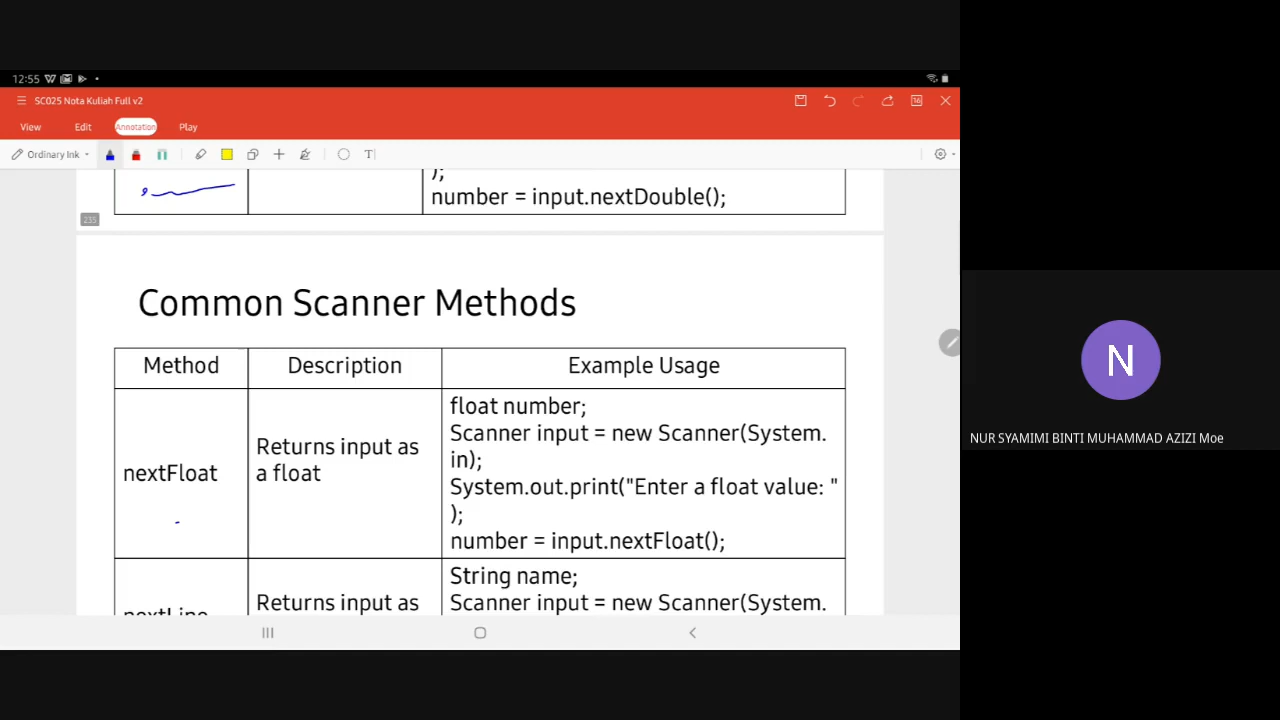 12:55
SC025 Nota Kuliah Full v2
16
View Edit Annotation Play
Ordinary Ink
T
);
number = input.nextDouble();
235
Common Scanner Methods
Method Description Example Usage
nextFloat
Returns input as
a float
float number;
Scanner input = new Scanner(System.
in);
System.out.print("Enter a float value: "
);
number = input.nextFloat();
nextLine
Returns input as
String name;
Scanner input = new Scanner(System.
N
NUR SYAMIMI BINTI MUHAMMAD AZIZI Moe